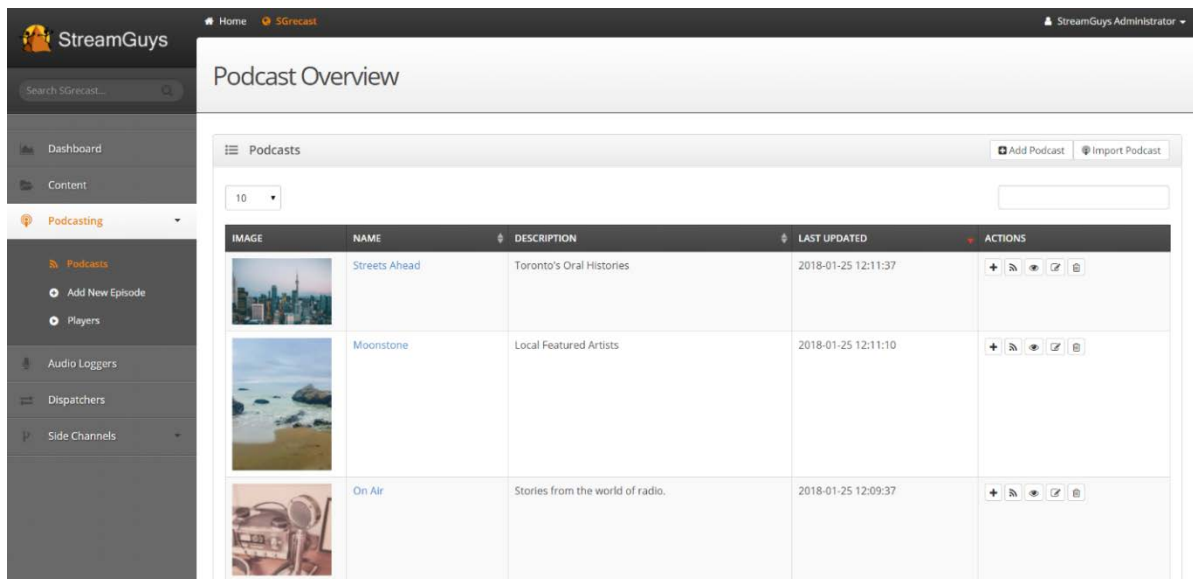 Home SGrecast StreamGuys Administrator
StreamGuys
Podcast Overview
Search SGrecast...
Dashboard
Content
Podcasting
Podcasts
Add New Episode
Players
Audio Loggers
Dispatchers
Side Channels
Podcasts Add Podcast Import Podcast
10
IMAGE NAME DESCRIPTION LAST UPDATED ACTIONS
Streets Ahead Toronto's Oral Histories 2018-01-25 12:11:37
Moonstone Local Featured Artists 2018-01-25 12:11:10
On Air Stories from the world of radio. 2018-01-25 12:09:37